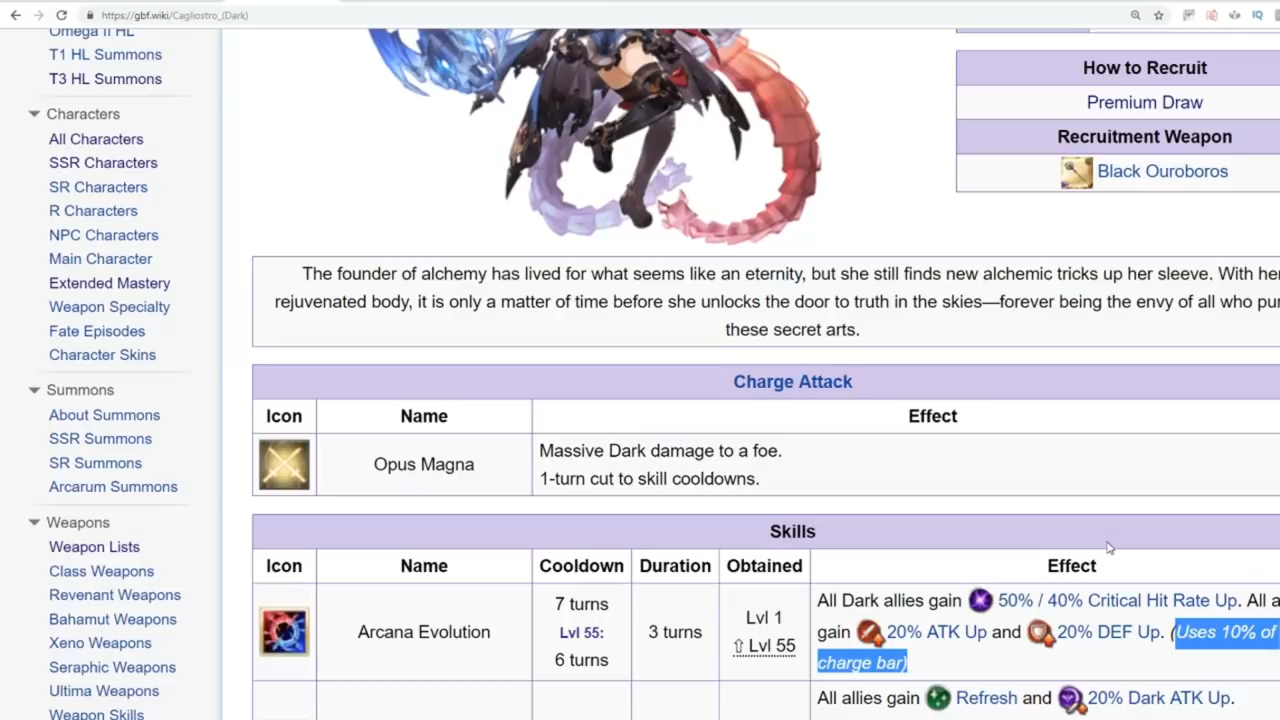 https://gbf.wiki/Cagliostro_(Dark)
IQ
Omega II HL
T1 HL Summons
T3 HL Summons
Characters
All Characters
SSR Characters
SR Characters
R Characters
NPC Characters
Main Character
Extended Mastery
Weapon Specialty
Fate Episodes
Character Skins
Summons
About Summons
SSR Summons
SR Summons
Arcarum Summons
Weapons
Weapon Lists
Class Weapons
Revenant Weapons
Bahamut Weapons
Xeno Weapons
Seraphic Weapons
Ultima Weapons
Weapon Skills
How to Recruit
Premium Draw
Recruitment Weapon
Black Ouroboros
The founder of alchemy has lived for what seems like an eternity, but she still finds new alchemic tricks up her sleeve. With her
rejuvenated body, it is only a matter of time before she unlocks the door to truth in the skies—forever being the envy of all who pu
these secret arts.
Charge Attack
Icon Name Effect
Opus Magna
Massive Dark damage to a foe.
1-turn cut to skill cooldowns.
Skills
Icon Name Cooldown Duration Obtained Effect
Arcana Evolution
7 turns
Lvl 55:
6 turns
3 turns
Lvl 1
⇧ Lvl 55
All Dark allies gain 50% / 40% Critical Hit Rate Up. All a
gain 20% ATK Up and 20% DEF Up. (Uses 10% of
charge bar)
All allies gain Refresh and 20% Dark ATK Up.